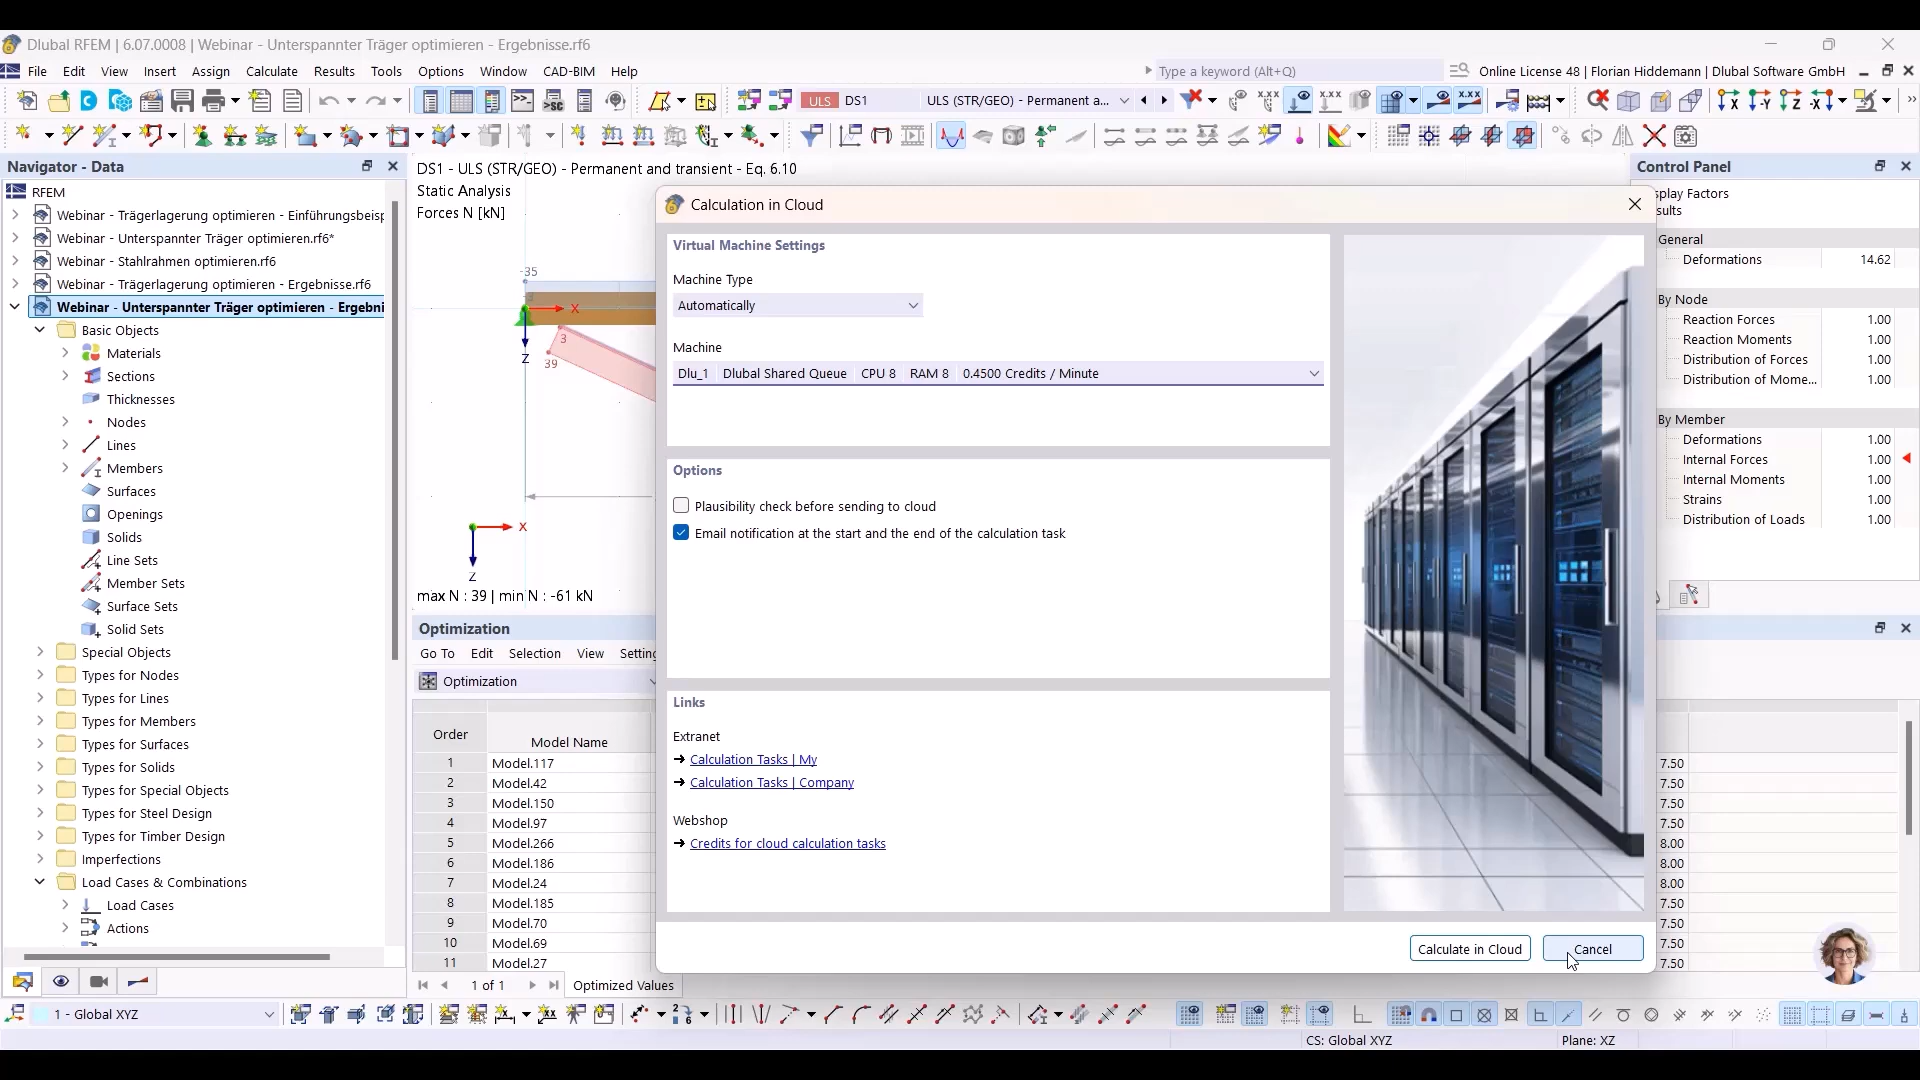 Dlubal RFEM | 6.07.0008 | Webinar - Unterspannter Träger optimieren - Ergebnisse.rf6
File Edit View Insert Assign Calculate Results Tools Options Window CAD-BIM Help
Type a keyword (Alt+Q)
Online License 48 | Florian Hiddemann | Dlubal Software GmbH
ULS DS1 ULS (STR/GEO) - Permanent a...
Navigator - Data
RFEM
Webinar - Trägerlagerung optimieren - Einführungsbeisp
Webinar - Unterspannter Träger optimieren.rf6*
Webinar - Stahlrahmen optimieren.rf6
Webinar - Trägerlagerung optimieren - Ergebnisse.rf6
Webinar - Unterspannter Träger optimieren - Ergebni
Basic Objects
Materials
Sections
Thicknesses
Nodes
Lines
Members
Surfaces
Openings
Solids
Line Sets
Member Sets
Surface Sets
Solid Sets
Special Objects
Types for Nodes
Types for Lines
Types for Members
Types for Surfaces
Types for Solids
Types for Special Objects
Types for Steel Design
Types for Timber Design
Imperfections
Load Cases & Combinations
Load Cases
Actions
1 - Global XYZ
DS1 - ULS (STR/GEO) - Permanent and transient - Eq. 6.10
Static Analysis
Forces N [kN]
-35
X
3
Z
39
X
Z
max N : 39 | min N : -61 kN
Optimization
Go To Edit Selection View Setting
Optimization
Order Model Name
1 Model.117
2 Model.42
3 Model.150
4 Model.97
5 Model.266
6 Model.186
7 Model.24
8 Model.185
9 Model.70
10 Model.69
11 Model.27
1 of 1
Optimized Values
Calculation in Cloud
Virtual Machine Settings
Machine Type
Automatically
Machine
Dlu_1 Dlubal Shared Queue CPU 8 RAM 8 0.4500 Credits / Minute
Options
Plausibility check before sending to cloud
Email notification at the start and the end of the calculation task
Links
Extranet
Calculation Tasks | My
Calculation Tasks | Company
Webshop
Credits for cloud calculation tasks
Calculate in Cloud
Cancel
Control Panel
splay Factors
sults
General
Deformations 14.62
By Node
Reaction Forces 1.00
Reaction Moments 1.00
Distribution of Forces 1.00
Distribution of Mome... 1.00
By Member
Deformations 1.00
Internal Forces 1.00
Internal Moments 1.00
Strains 1.00
Distribution of Loads 1.00
7.50
7.50
7.50
7.50
8.00
8.00
8.00
7.50
7.50
7.50
7.50
CS: Global XYZ
Plane: XZ